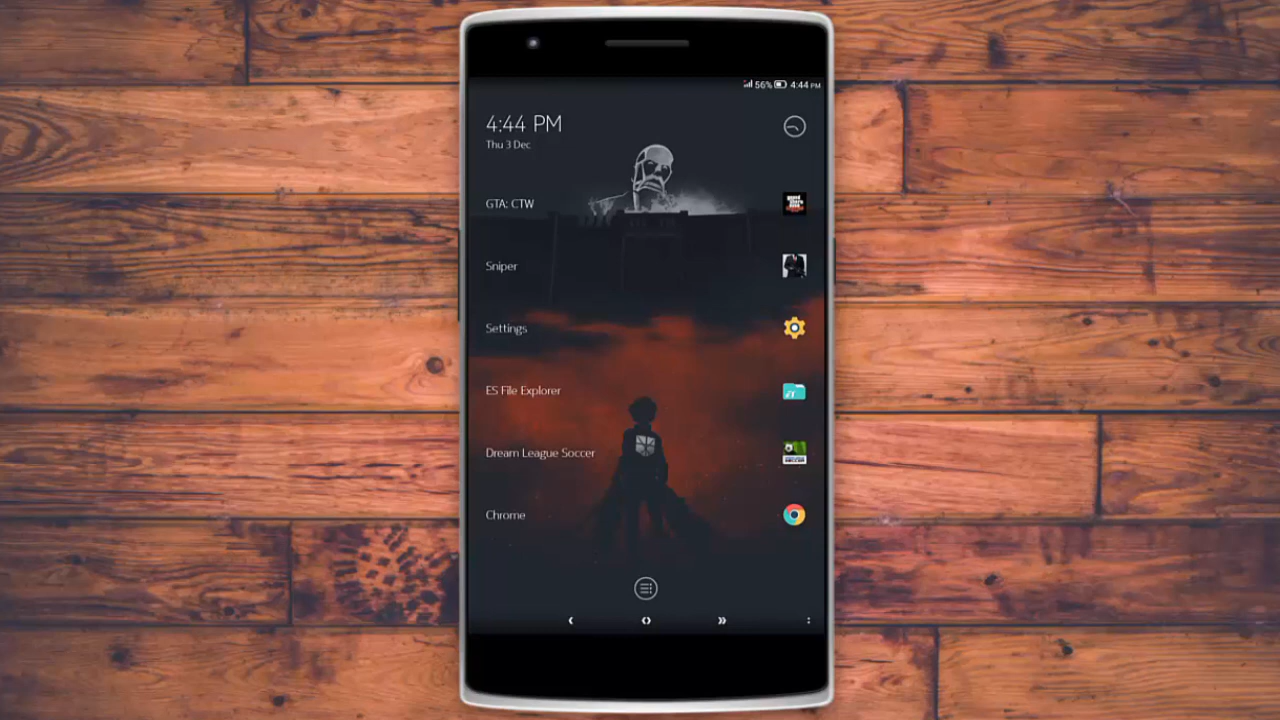 56% 4:44 PM
4:44 PM
Thu 3 Dec
GTA: CTW
Sniper
Settings
ES File Explorer
Dream League Soccer
Chrome